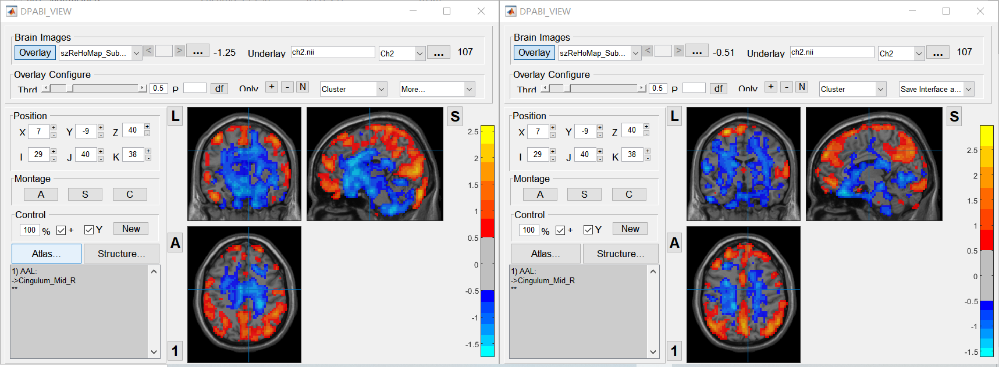 DPABI_VIEW
Brain Images
Overlay szReHoMap_Sub... < > ... -1.25 Underlay ch2.nii Ch2 ... 107
Overlay Configure
Thrd 0.5 P df Only + - N Cluster More...
Position
X 7 + - Y -9 + - Z 40 + -
I 29 + - J 40 + - K 38 + -
Montage
A S C
Control
100 % + Y New
Atlas... Structure...
1) AAL:
->Cingulum_Mid_R
**
L
S
A
1
2.5
2
1.5
1
0.5
0
-0.5
-1
-1.5
DPABI_VIEW
Brain Images
Overlay szReHoMap_Sub... < > ... -0.51 Underlay ch2.nii Ch2 ... 107
Overlay Configure
Thrd 0.5 P df Only + - N Cluster Save Interface a...
Position
X 7 + - Y -9 + - Z 40 + -
I 29 + - J 40 + - K 38 + -
Montage
A S C
Control
100 % + Y New
Atlas... Structure...
1) AAL:
->Cingulum_Mid_R
**
L
S
A
1
2.5
2
1.5
1
0.5
0
-0.5
-1
-1.5